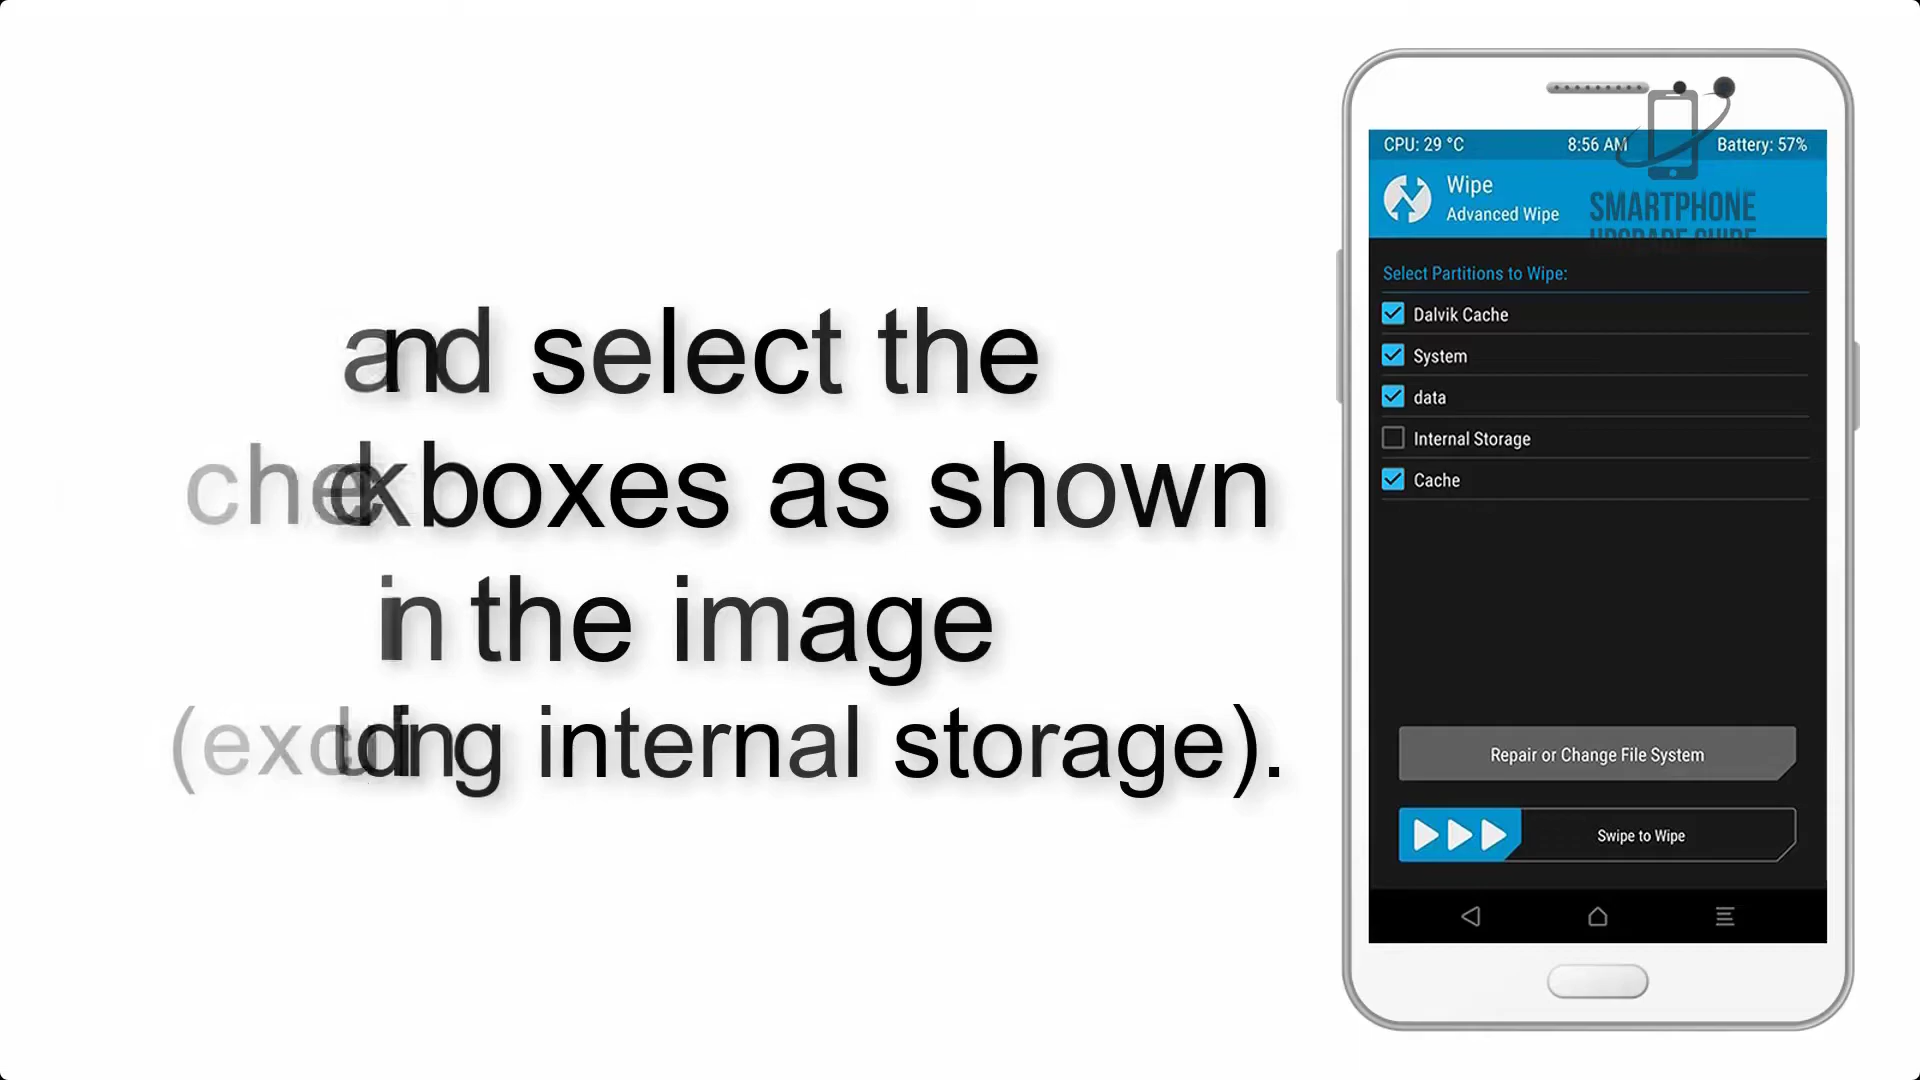 and select the
checkboxes as shown
in the image
(excluding internal storage).
CPU: 29 °C 8:56 AM Battery: 57%
Wipe
Advanced Wipe
SMARTPHONE
UPGRADE GUIDE
Select Partitions to Wipe:
Dalvik Cache
System
data
Internal Storage
Cache
Repair or Change File System
Swipe to Wipe